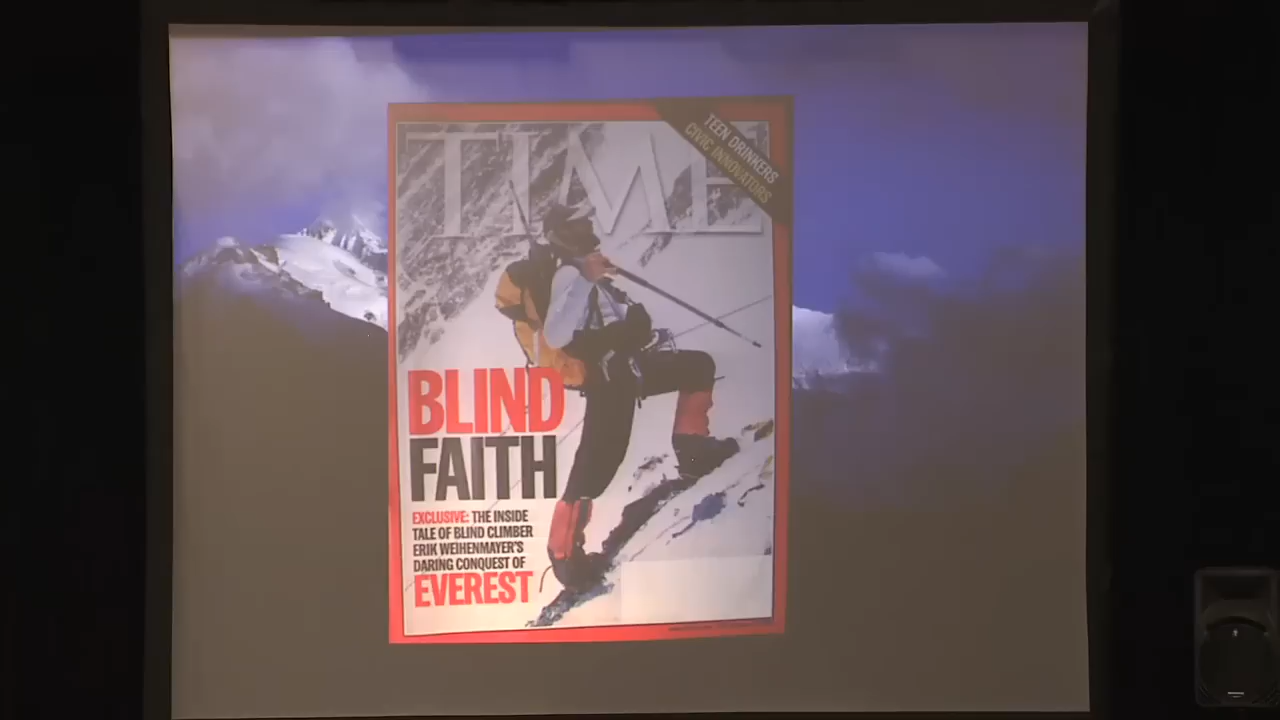 TIME
TEEN DRINKERS
CIVIC INNOVATORS
BLIND
FAITH
EXCLUSIVE: THE INSIDE
TALE OF BLIND CLIMBER
ERIK WEIHENMAYER'S
DARING CONQUEST OF
EVEREST